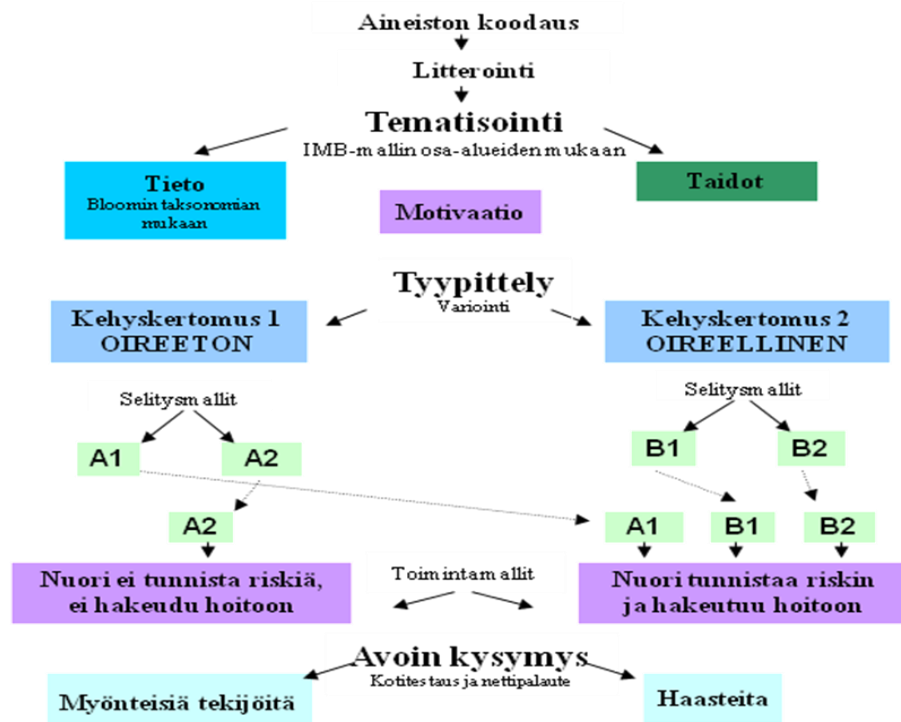 Aineiston koodaus
Litterointi
Tematisointi
IMB-mallin osa-alueiden mukaan
Tieto
Bloomin taksonomian
mukaan
Motivaatio
Taidot
Tyypittely
Variointi
Kehyskertomus 1
OIREETON
Kehyskertomus 2
OIREELLINEN
Selitysmallit
Selitysmallit
A1
A2
B1
B2
A2
A1
B1
B2
Nuori ei tunnista riskiä,
ei hakeudu hoitoon
Toimintamallit
Nuori tunnistaa riskin
ja hakeutuu hoitoon
Avoin kysymys
Kotitestaus ja nettipalaute
Myönteisiä tekijöitä
Haasteita